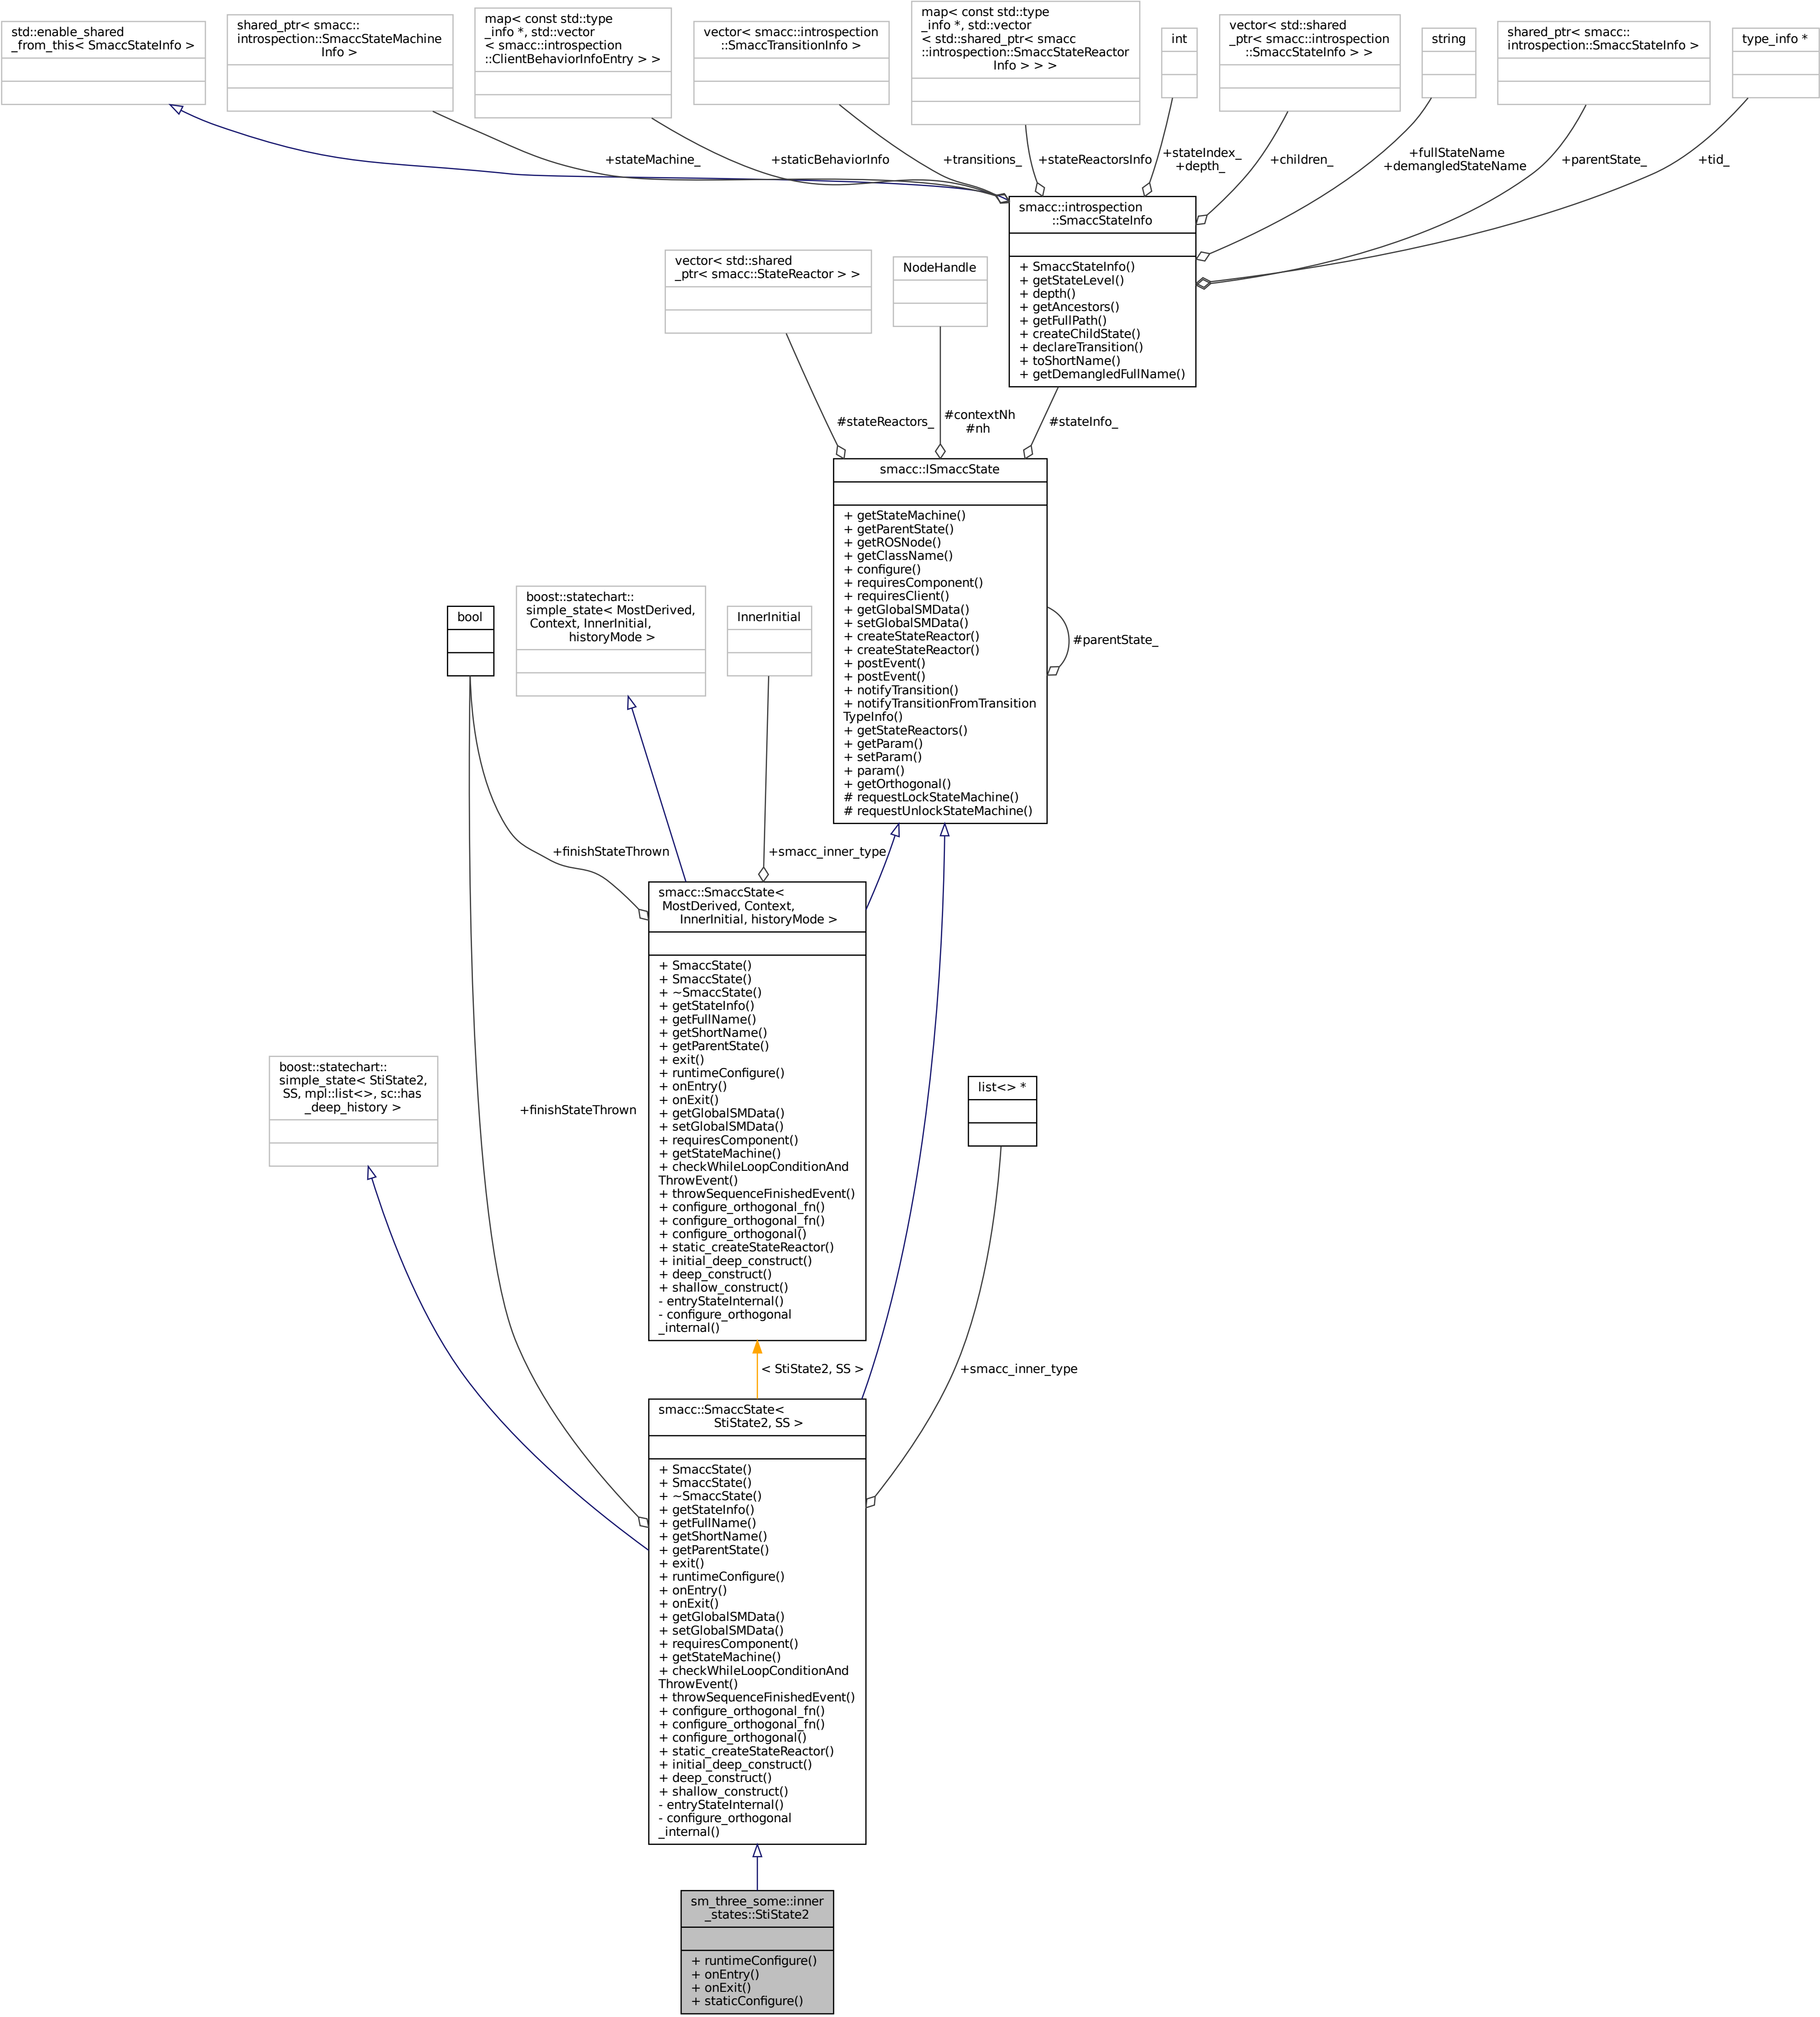 std::enable_shared
_from_this< SmaccStateInfo >
shared_ptr< smacc::
introspection::SmaccStateMachine
Info >
map< const std::type
_info *, std::vector
< smacc::introspection
::ClientBehaviorInfoEntry > >
vector< smacc::introspection
::SmaccTransitionInfo >
map< const std::type
_info *, std::vector
< std::shared_ptr< smacc
::introspection::SmaccStateReactor
Info > > >
int
vector< std::shared
_ptr< smacc::introspection
::SmaccStateInfo > >
string
shared_ptr< smacc::
introspection::SmaccStateInfo >
type_info *
+stateMachine_
+staticBehaviorInfo
+transitions_
+stateReactorsInfo
+stateIndex_
+depth_
+children_
+fullStateName
+demangledStateName
+parentState_
+tid_
smacc::introspection
::SmaccStateInfo
+ SmaccStateInfo()
+ getStateLevel()
+ depth()
+ getAncestors()
+ getFullPath()
+ createChildState()
+ declareTransition()
+ toShortName()
+ getDemangledFullName()
vector< std::shared
_ptr< smacc::StateReactor > >
NodeHandle
#stateReactors_
#contextNh
#nh
#stateInfo_
smacc::ISmaccState
+ getStateMachine()
+ getParentState()
+ getROSNode()
+ getClassName()
+ configure()
+ requiresComponent()
+ requiresClient()
+ getGlobalSMData()
+ setGlobalSMData()
+ createStateReactor()
+ createStateReactor()
+ postEvent()
+ postEvent()
+ notifyTransition()
+ notifyTransitionFromTransition
TypeInfo()
+ getStateReactors()
+ getParam()
+ setParam()
+ param()
+ getOrthogonal()
# requestLockStateMachine()
# requestUnlockStateMachine()
#parentState_
bool
boost::statechart::
simple_state< MostDerived,
Context, InnerInitial,
historyMode >
InnerInitial
+finishStateThrown
+smacc_inner_type
smacc::SmaccState<
MostDerived, Context,
InnerInitial, historyMode >
+ SmaccState()
+ SmaccState()
+ ~SmaccState()
+ getStateInfo()
+ getFullName()
+ getShortName()
+ getParentState()
+ exit()
+ runtimeConfigure()
+ onEntry()
+ onExit()
+ getGlobalSMData()
+ setGlobalSMData()
+ requiresComponent()
+ getStateMachine()
+ checkWhileLoopConditionAnd
ThrowEvent()
+ throwSequenceFinishedEvent()
+ configure_orthogonal_fn()
+ configure_orthogonal_fn()
+ configure_orthogonal()
+ static_createStateReactor()
+ initial_deep_construct()
+ deep_construct()
+ shallow_construct()
- entryStateInternal()
- configure_orthogonal
_internal()
boost::statechart::
simple_state< StiState2,
SS, mpl::list<>, sc::has
_deep_history >
+finishStateThrown
list<> *
< StiState2, SS >
+smacc_inner_type
smacc::SmaccState<
StiState2, SS >
+ SmaccState()
+ SmaccState()
+ ~SmaccState()
+ getStateInfo()
+ getFullName()
+ getShortName()
+ getParentState()
+ exit()
+ runtimeConfigure()
+ onEntry()
+ onExit()
+ getGlobalSMData()
+ setGlobalSMData()
+ requiresComponent()
+ getStateMachine()
+ checkWhileLoopConditionAnd
ThrowEvent()
+ throwSequenceFinishedEvent()
+ configure_orthogonal_fn()
+ configure_orthogonal_fn()
+ configure_orthogonal()
+ static_createStateReactor()
+ initial_deep_construct()
+ deep_construct()
+ shallow_construct()
- entryStateInternal()
- configure_orthogonal
_internal()
sm_three_some::inner
_states::StiState2
+ runtimeConfigure()
+ onEntry()
+ onExit()
+ staticConfigure()